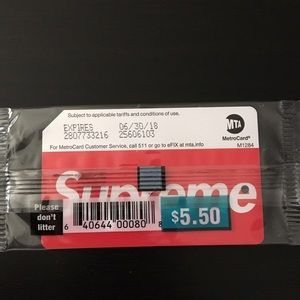 Subject to applicable tariffs and conditions of use.
EXPIRES 06/30/18
2807733216 25606103
MTA
MetroCard®
For MetroCard Customer Service, call 511 or go to eFIX at mta.info
M1284
Supreme
Please
don't
litter
6 40644 00080 8
$5.50